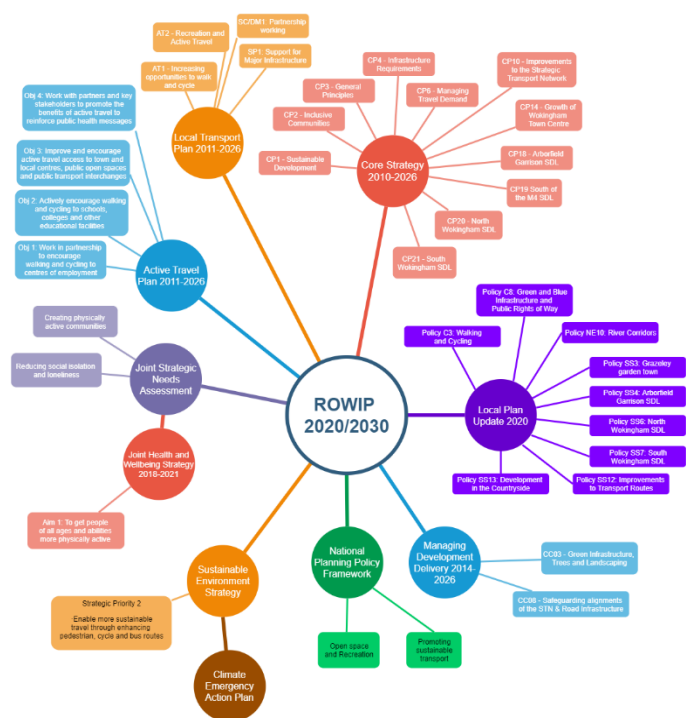 AT2 - Recreation and
Active Travel
SC/DM1: Partnership
working
SP1: Support for
Major Infrastructure
AT1 - Increasing
opportunities to walk
and cycle
Local Transport
Plan 2011-2026
Obj 4: Work with partners and key
stakeholders to promote the
benefits of active travel to
reinforce public health messages
Obj 3: Improve and encourage
active travel access to town and
local centres, public open spaces
and public transport interchanges
Obj 2: Actively encourage walking
and cycling to schools,
colleges and other
educational facilities
Obj 1: Work in partnership
to encourage
walking and cycling to
centres of employment
Active Travel
Plan 2011-2026
CP4 - Infrastructure
Requirements
CP3 - General
Principles
CP2 - Inclusive
Communities
CP1 - Sustainable
Development
CP6 - Managing
Travel Demand
CP10 - Improvements
to the Strategic
Transport Network
CP14 - Growth of
Wokingham
Town Centre
CP18 - Arborfield
Garrison SDL
CP19 South of
the M4 SDL
CP20 - North
Wokingham SDL
CP21 - South
Wokingham SDL
Core Strategy
2010-2026
Creating physically
active communities
Reducing social isolation
and loneliness
Joint Strategic
Needs
Assessment
Joint Health and
Wellbeing Strategy
2018-2021
Aim 1: To get people
of all ages and abilities
more physically active
ROWIP
2020/2030
Policy C8: Green and Blue
Infrastructure and
Public Rights of Way
Policy C3: Walking
and Cycling
Policy NE10: River Corridors
Policy SS3: Grazeley
garden town
Policy SS4: Arborfield
Garrison SDL
Policy SS6: North
Wokingham SDL
Policy SS7: South
Wokingham SDL
Policy SS12: Improvements
to Transport Routes
Policy SS13: Development
in the Countryside
Local Plan
Update 2020
Managing
Development
Delivery 2014-
2026
CC03 - Green Infrastructure,
Trees and Landscaping
CC08 - Safeguarding alignments
of the STN & Road Infrastructure
National
Planning Policy
Framework
Open space
and Recreation
Promoting
sustainable
transport
Sustainable
Environment
Strategy
Strategic Priority 2
Enable more sustainable
travel through enhancing
pedestrian, cycle and bus routes
Climate
Emergency
Action Plan